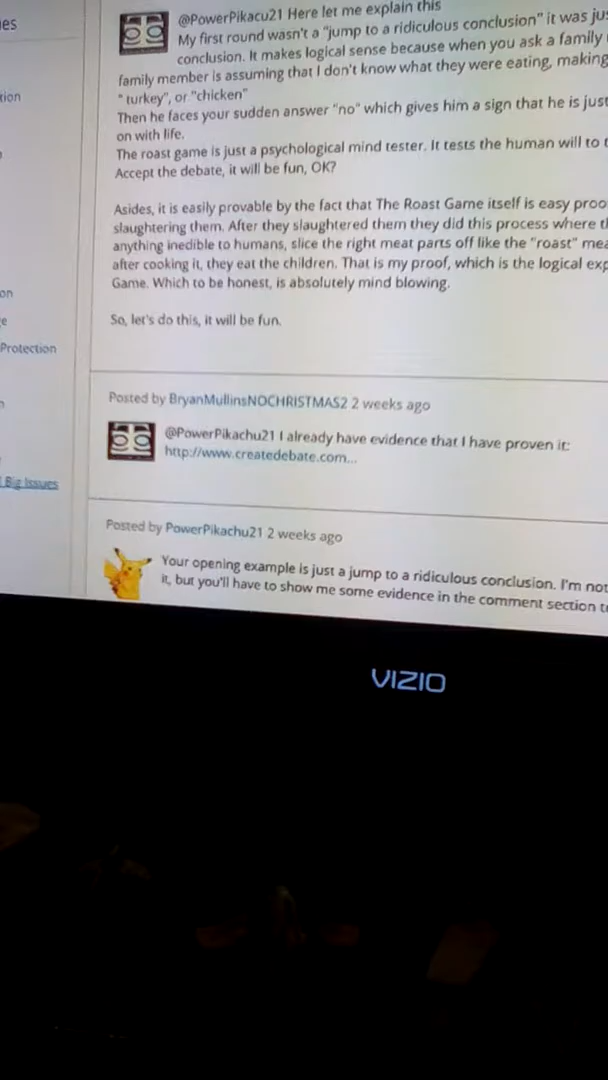 @PowerPikacu21 Here let me explain this
My first round wasn't a "jump to a ridiculous conclusion" it was
conclusion. It makes logical sense because when you ask a family
family member is assuming that I don't know what they were eating, making
" turkey", or "chicken"
Then he faces your sudden answer "no" which gives him a sign that he is just
on with life.
The roast game is just a psychological mind tester. It tests the human will to
Accept the debate, it will be fun, OK?
Asides, it is easily provable by the fact that The Roast Game itself is easy
slaughtering them. After they slaughtered them they did this process where
anything inedible to humans, slice the right meat parts off like the "roast"
after cooking it, they eat the children. That is my proof, which is the logical
Game. Which to be honest, is absolutely mind blowing.
So, let's do this, it will be fun.
on
Protection
Posted by BryanMullinsNOCHRISTMAS2 2 weeks ago
@PowerPikachu21 I already have evidence that I have proven it:
http://www.createdebate.com...
Big Issues
Posted by PowerPikachu21 2 weeks ago
Your opening example is just a jump to a ridiculous conclusion. I'm not
it, but you'll have to show me some evidence in the comment section
VIZIO